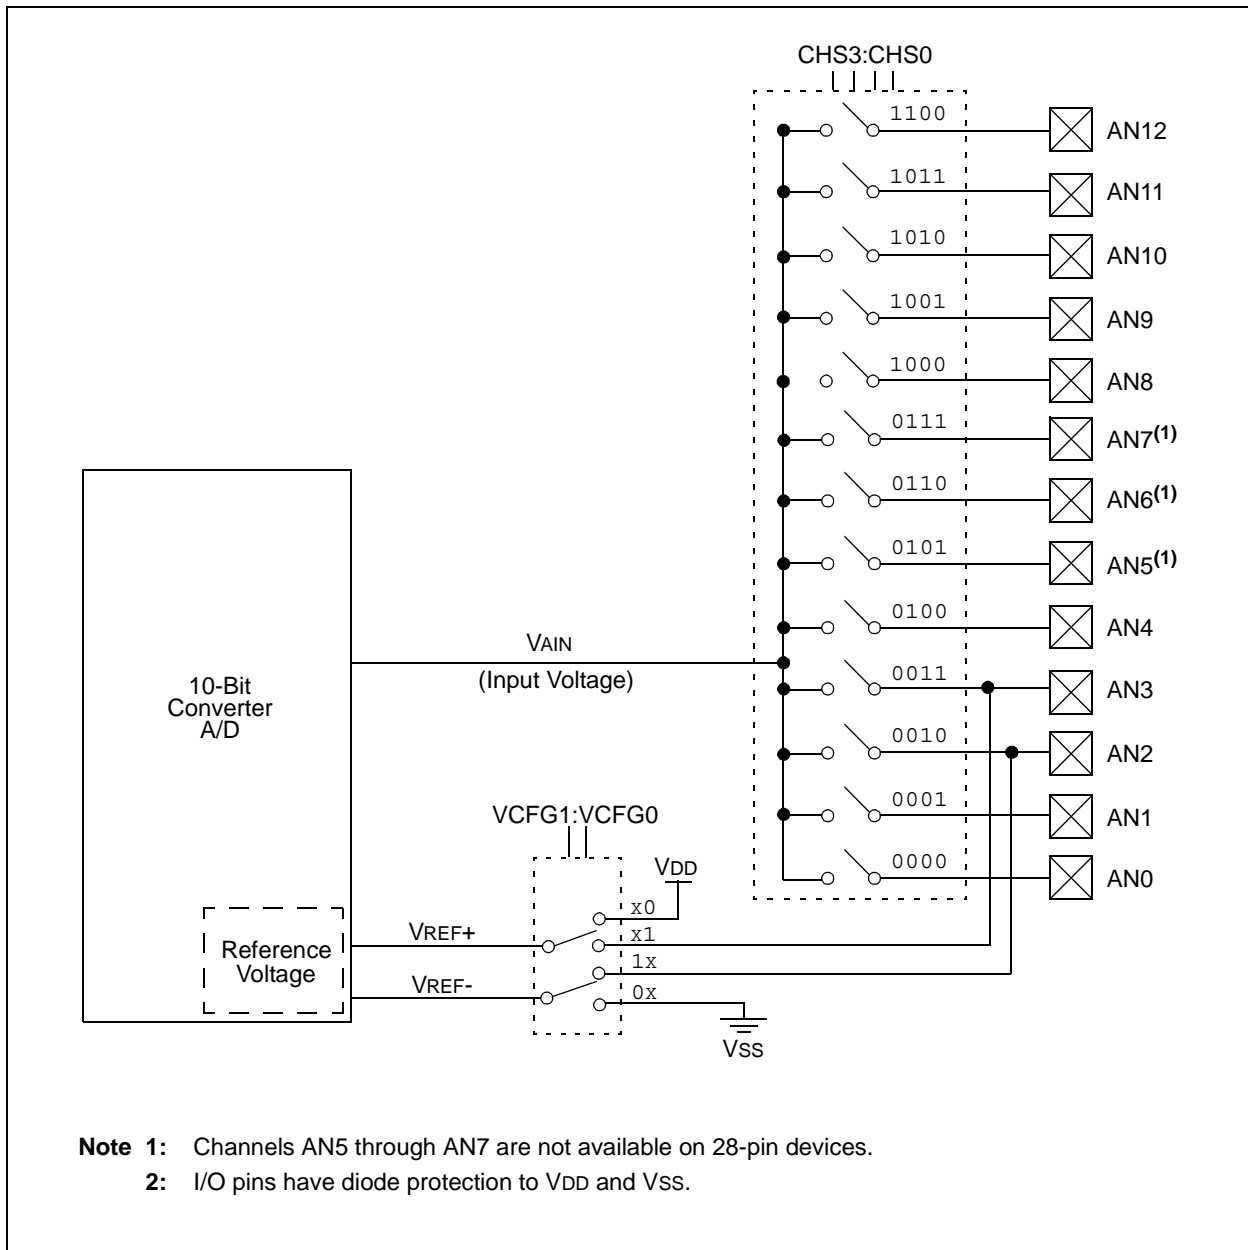 CHS3:CHS0
1100 AN12
1011 AN11
1010 AN10
1001 AN9
1000 AN8
0111 AN7(1)
0110 AN6(1)
0101 AN5(1)
0100 AN4
VAIN
(Input Voltage)
0011 AN3
10-Bit
Converter
A/D
0010 AN2
0001 AN1
VCFG1:VCFG0
0000 AN0
VDD
x0
VREF+
x1
Reference
Voltage
1x
VREF-
0x
VSS
Note 1: Channels AN5 through AN7 are not available on 28-pin devices.
2: I/O pins have diode protection to VDD and VSS.